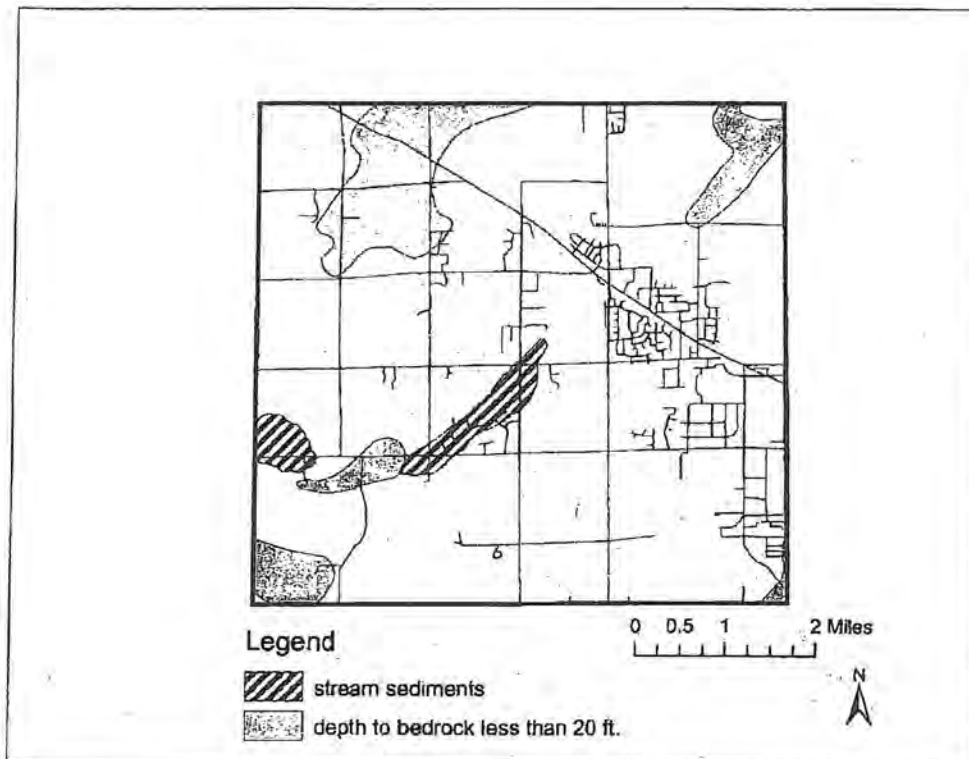 6
Legend
0 0.5 1 2 Miles
stream sediments
N
depth to bedrock less than 20 ft.